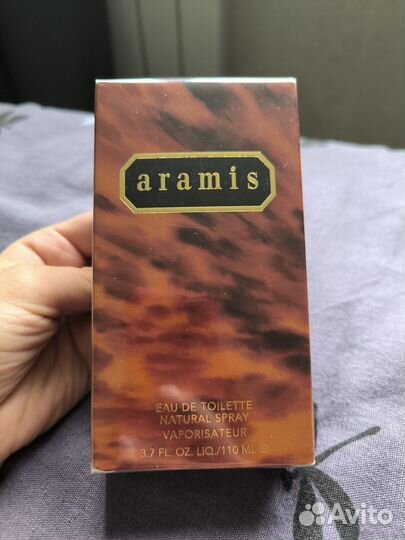 aramis
EAU DE TOILETTE
NATURAL SPRAY
VAPORISATEUR
3.7 FL. OZ. LIQ./110 ML ℮
Avito